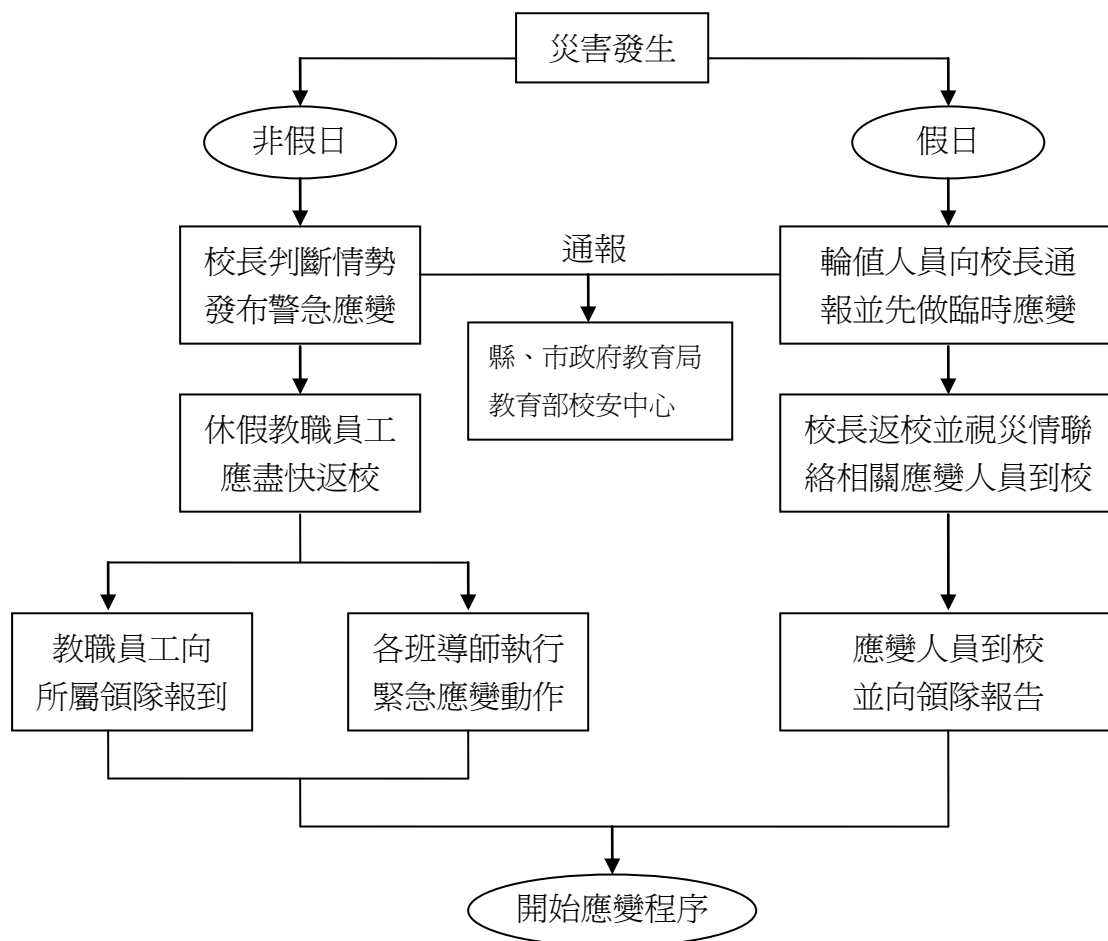 災害發生
非假日
假日
校長判斷情勢
發布警急應變
通報
輪值人員向校長通
報並先做臨時應變
縣、市政府教育局
教育部校安中心
休假教職員工
應盡快返校
校長返校並視災情聯
絡相關應變人員到校
教職員工向
所屬領隊報到
各班導師執行
緊急應變動作
應變人員到校
並向領隊報告
開始應變程序